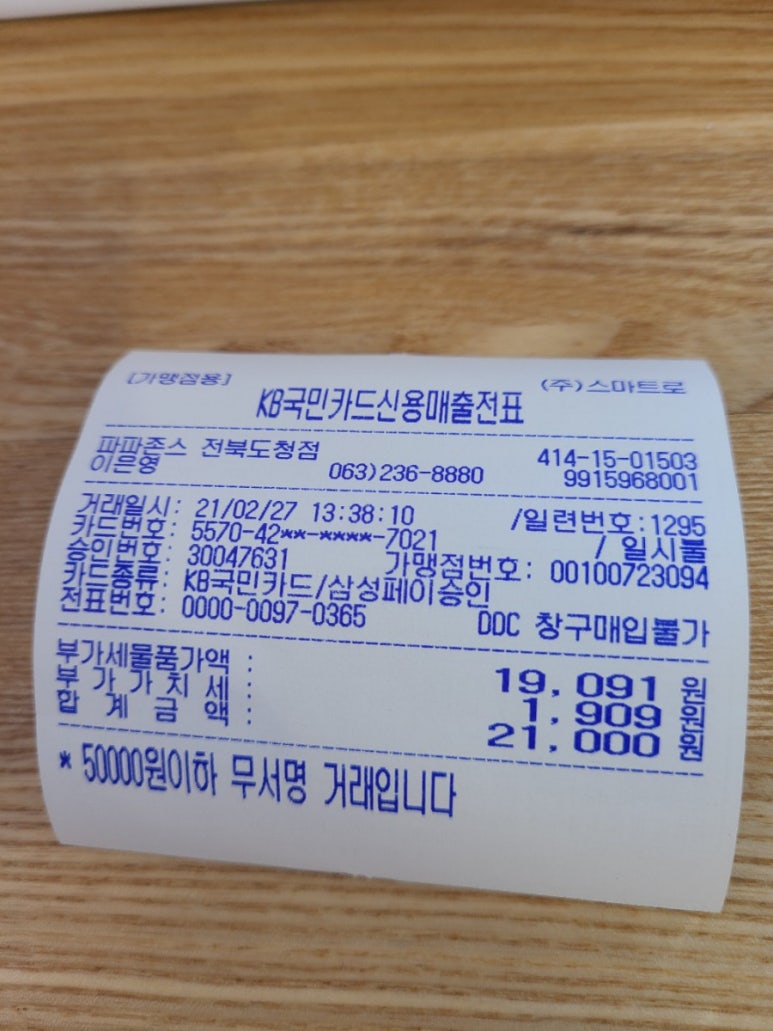 [가맹점용] (주)스마트로
KB국민카드신용매출전표
파파존스 전북도청점 414-15-01503
이은영 063)236-8880 9915968001
거래일시: 21/02/27 13:38:10 /일련번호:1295
카드번호: 5570-42**-****-7021 / 일시불
승인번호: 30047631 가맹점번호: 00100723094
카드종류: KB국민카드/삼성페이승인
전표번호: 0000-0097-0365 DDC 창구매입불가
부가세물품가액 : 19,091 원
부 가 가 치 세 : 1,909 원
합 계 금 액 : 21,000 원
* 50000원이하 무서명 거래입니다